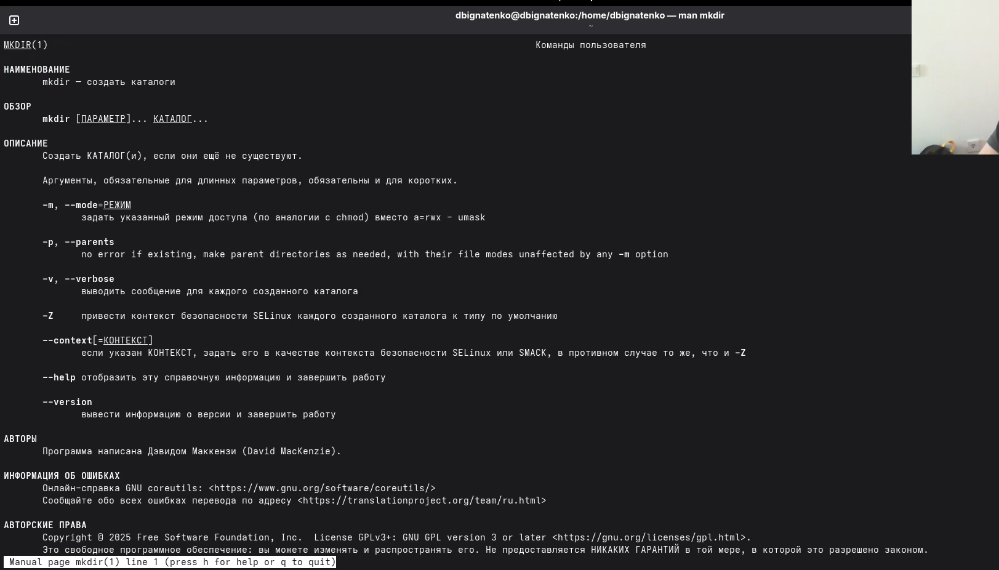 dbignatenko@dbignatenko:/home/dbignatenko — man mkdir
~
MKDIR(1) Команды пользователя
НАИМЕНОВАНИЕ
mkdir — создать каталоги
ОБЗОР
mkdir [ПАРАМЕТР]... КАТАЛОГ...
ОПИСАНИЕ
Создать КАТАЛОГ(и), если они ещё не существуют.
Аргументы, обязательные для длинных параметров, обязательны и для коротких.
-m, --mode=РЕЖИМ
задать указанный режим доступа (по аналогии с chmod) вместо a=rwx - umask
-p, --parents
no error if existing, make parent directories as needed, with their file modes unaffected by any -m option
-v, --verbose
выводить сообщение для каждого созданного каталога
-Z привести контекст безопасности SELinux каждого созданного каталога к типу по умолчанию
--context[=КОНТЕКСТ]
если указан КОНТЕКСТ, задать его в качестве контекста безопасности SELinux или SMACK, в противном случае то же, что и -Z
--help отобразить эту справочную информацию и завершить работу
--version
вывести информацию о версии и завершить работу
АВТОРЫ
Программа написана Дэвидом Маккензи (David MacKenzie).
ИНФОРМАЦИЯ ОБ ОШИБКАХ
Онлайн-справка GNU coreutils: <https://www.gnu.org/software/coreutils/>
Сообщайте обо всех ошибках перевода по адресу <https://translationproject.org/team/ru.html>
АВТОРСКИЕ ПРАВА
Copyright © 2025 Free Software Foundation, Inc. License GPLv3+: GNU GPL version 3 or later <https://gnu.org/licenses/gpl.html>.
Это свободное программное обеспечение: вы можете изменять и распространять его. Не предоставляется НИКАКИХ ГАРАНТИЙ в той мере, в которой это разрешено законом.
Manual page mkdir(1) line 1 (press h for help or q to quit)